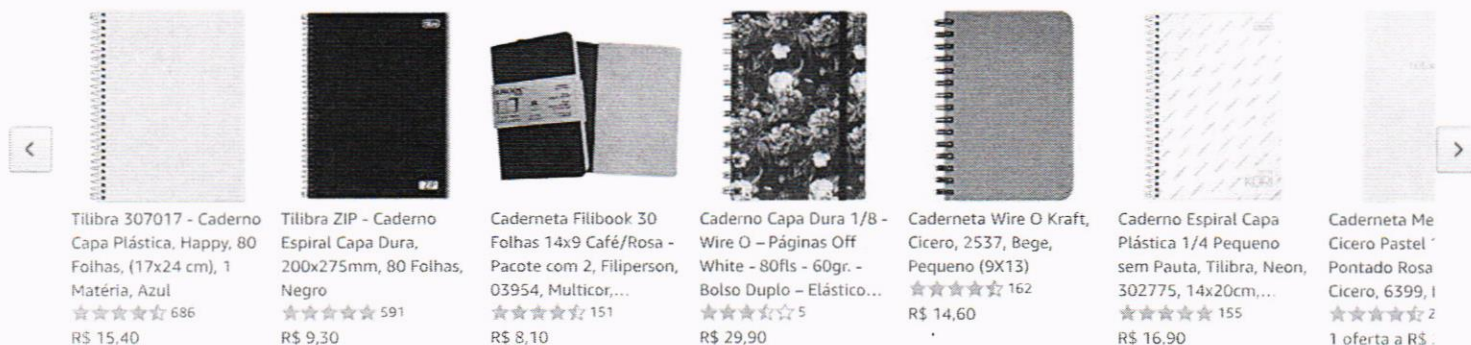 ZIP
KORU
Tilibra 307017 - Caderno
Capa Plástica, Happy, 80
Folhas, (17x24 cm), 1
Matéria, Azul
686
R$ 15,40
Tilibra ZIP - Caderno
Espiral Capa Dura,
200x275mm, 80 Folhas,
Negro
591
R$ 9,30
Caderneta Filibook 30
Folhas 14x9 Café/Rosa -
Pacote com 2, Filiperson,
03954, Multicor,...
151
R$ 8,10
Caderno Capa Dura 1/8 -
Wire O – Páginas Off
White - 80fls - 60gr. -
Bolso Duplo – Elástico...
5
R$ 29,90
Caderneta Wire O Kraft,
Cicero, 2537, Bege,
Pequeno (9X13)
162
R$ 14,60
Caderno Espiral Capa
Plástica 1/4 Pequeno
sem Pauta, Tilibra, Neon,
302775, 14x20cm,...
155
R$ 16,90
Caderneta Me
Cicero Pastel
Pontado Rosa
Cicero, 6399,
2
1 oferta a R$